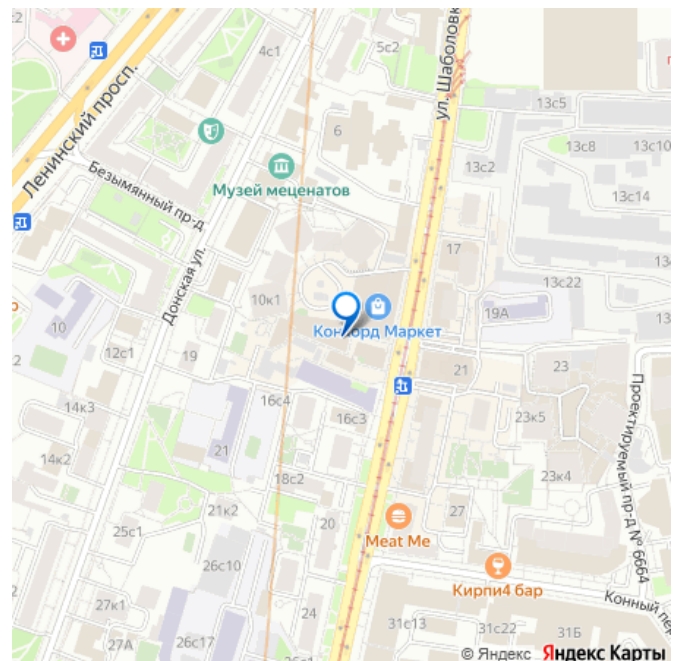 4с1
5с2
ул. Шаболовк
13с5
Ленинский просп.
6
13с8
13с10
13с2
Безымянный пр-д
Музей меценатов
13с14
17
Донская ул.
10к1
13с22
13
19А
10
Конкорд Маркет
12с1
19
21
23
14к3
16с4
16с3
23к5
14к2
21
18с2
23к4
Проектируемый пр-д № 6664
21к2
20
27
25с1
Meat Me
26с10
Кирпи4 бар
24
27к1
Конный пер
31с13
31с22
31Б
27А
26с17
26с1
© Яндекс Яндекс Карты